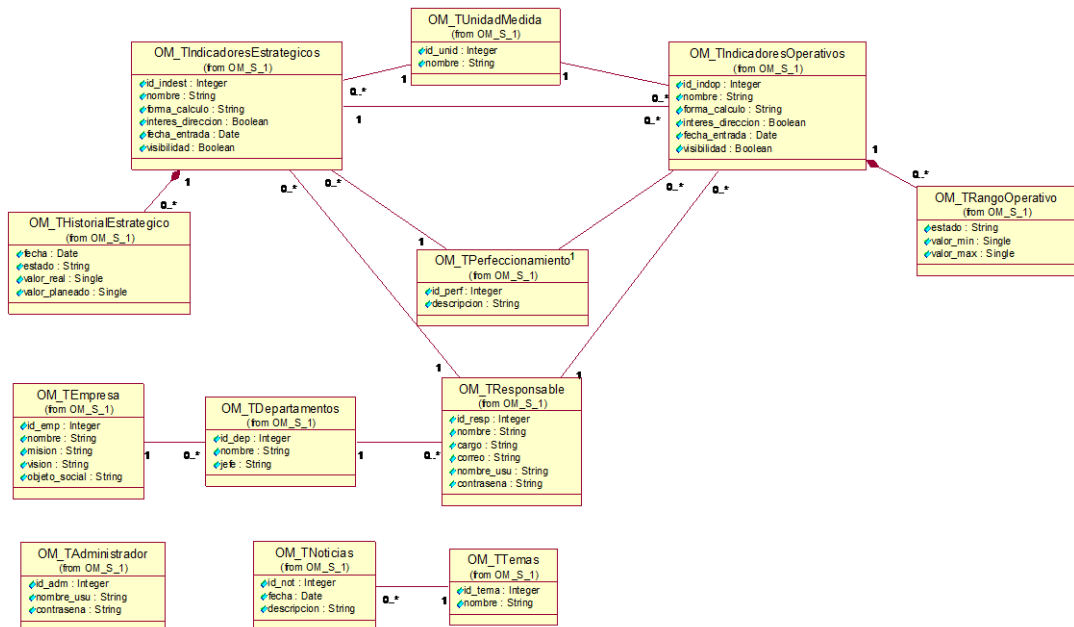 OM_TUnidadMedida
(from OM_S_1)
id_unid : Integer
nombre : String
OM_TIndicadoresEstrategicos
(from OM_S_1)
id_indest : Integer
nombre : String
forma_calculo : String
interes_direccion : Boolean
fecha_entrada : Date
visibilidad : Boolean
OM_TIndicadoresOperativos
(from OM_S_1)
id_indop : Integer
nombre : String
forma_calculo : String
interes_direccion : Boolean
fecha_entrada : Date
visibilidad : Boolean
0..*
1
1
0..*
1
0..*
1
0..*
0..*
0..*
1
0..*
OM_THistorialEstrategico
(from OM_S_1)
fecha : Date
estado : String
valor_real : Single
valor_planeado : Single
OM_TRangoOperativo
(from OM_S_1)
estado : String
valor_min : Single
valor_max : Single
0..*
0..*
1
1
OM_TPerfeccionamiento
(from OM_S_1)
id_perf : Integer
descripcion : String
1
1
OM_TEmpresa
(from OM_S_1)
id_emp : Integer
nombre : String
mision : String
vision : String
objeto_social : String
1
0..*
OM_TDepartamentos
(from OM_S_1)
id_dep : Integer
nombre : String
jefe : String
1
0..*
OM_TResponsable
(from OM_S_1)
id_resp : Integer
nombre : String
cargo : String
correo : String
nombre_usu : String
contrasena : String
OM_TAdministrador
(from OM_S_1)
id_adm : Integer
nombre_usu : String
contrasena : String
OM_TNoticias
(from OM_S_1)
id_not : Integer
fecha : Date
descripcion : String
0..*
1
OM_TTemas
(from OM_S_1)
id_tema : Integer
nombre : String